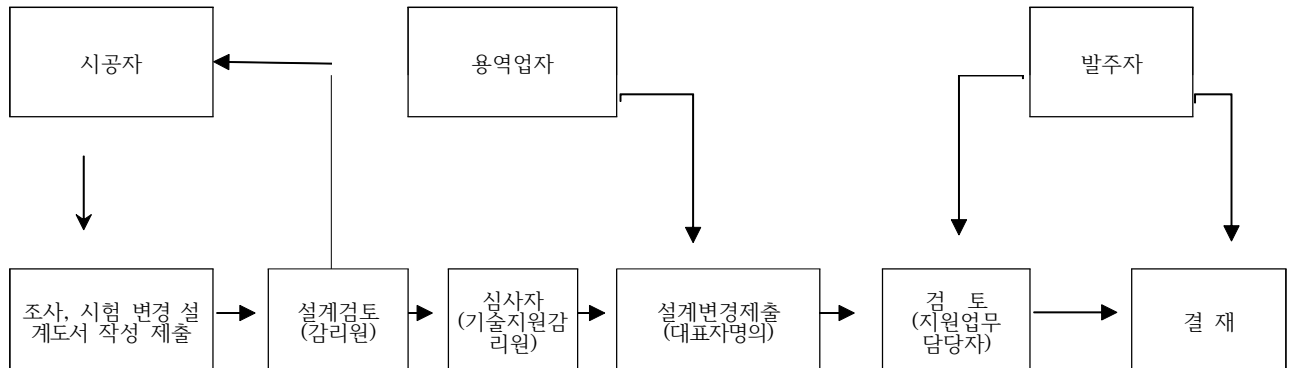 시공자
용역업자
발주자
조사, 시험 변경 설
계도서 작성 제출
설계검토
(감리원)
심사자
(기술지원감
리원)
설계변경제출
(대표자명의)
검 토
(지원업무
담당자)
결 재